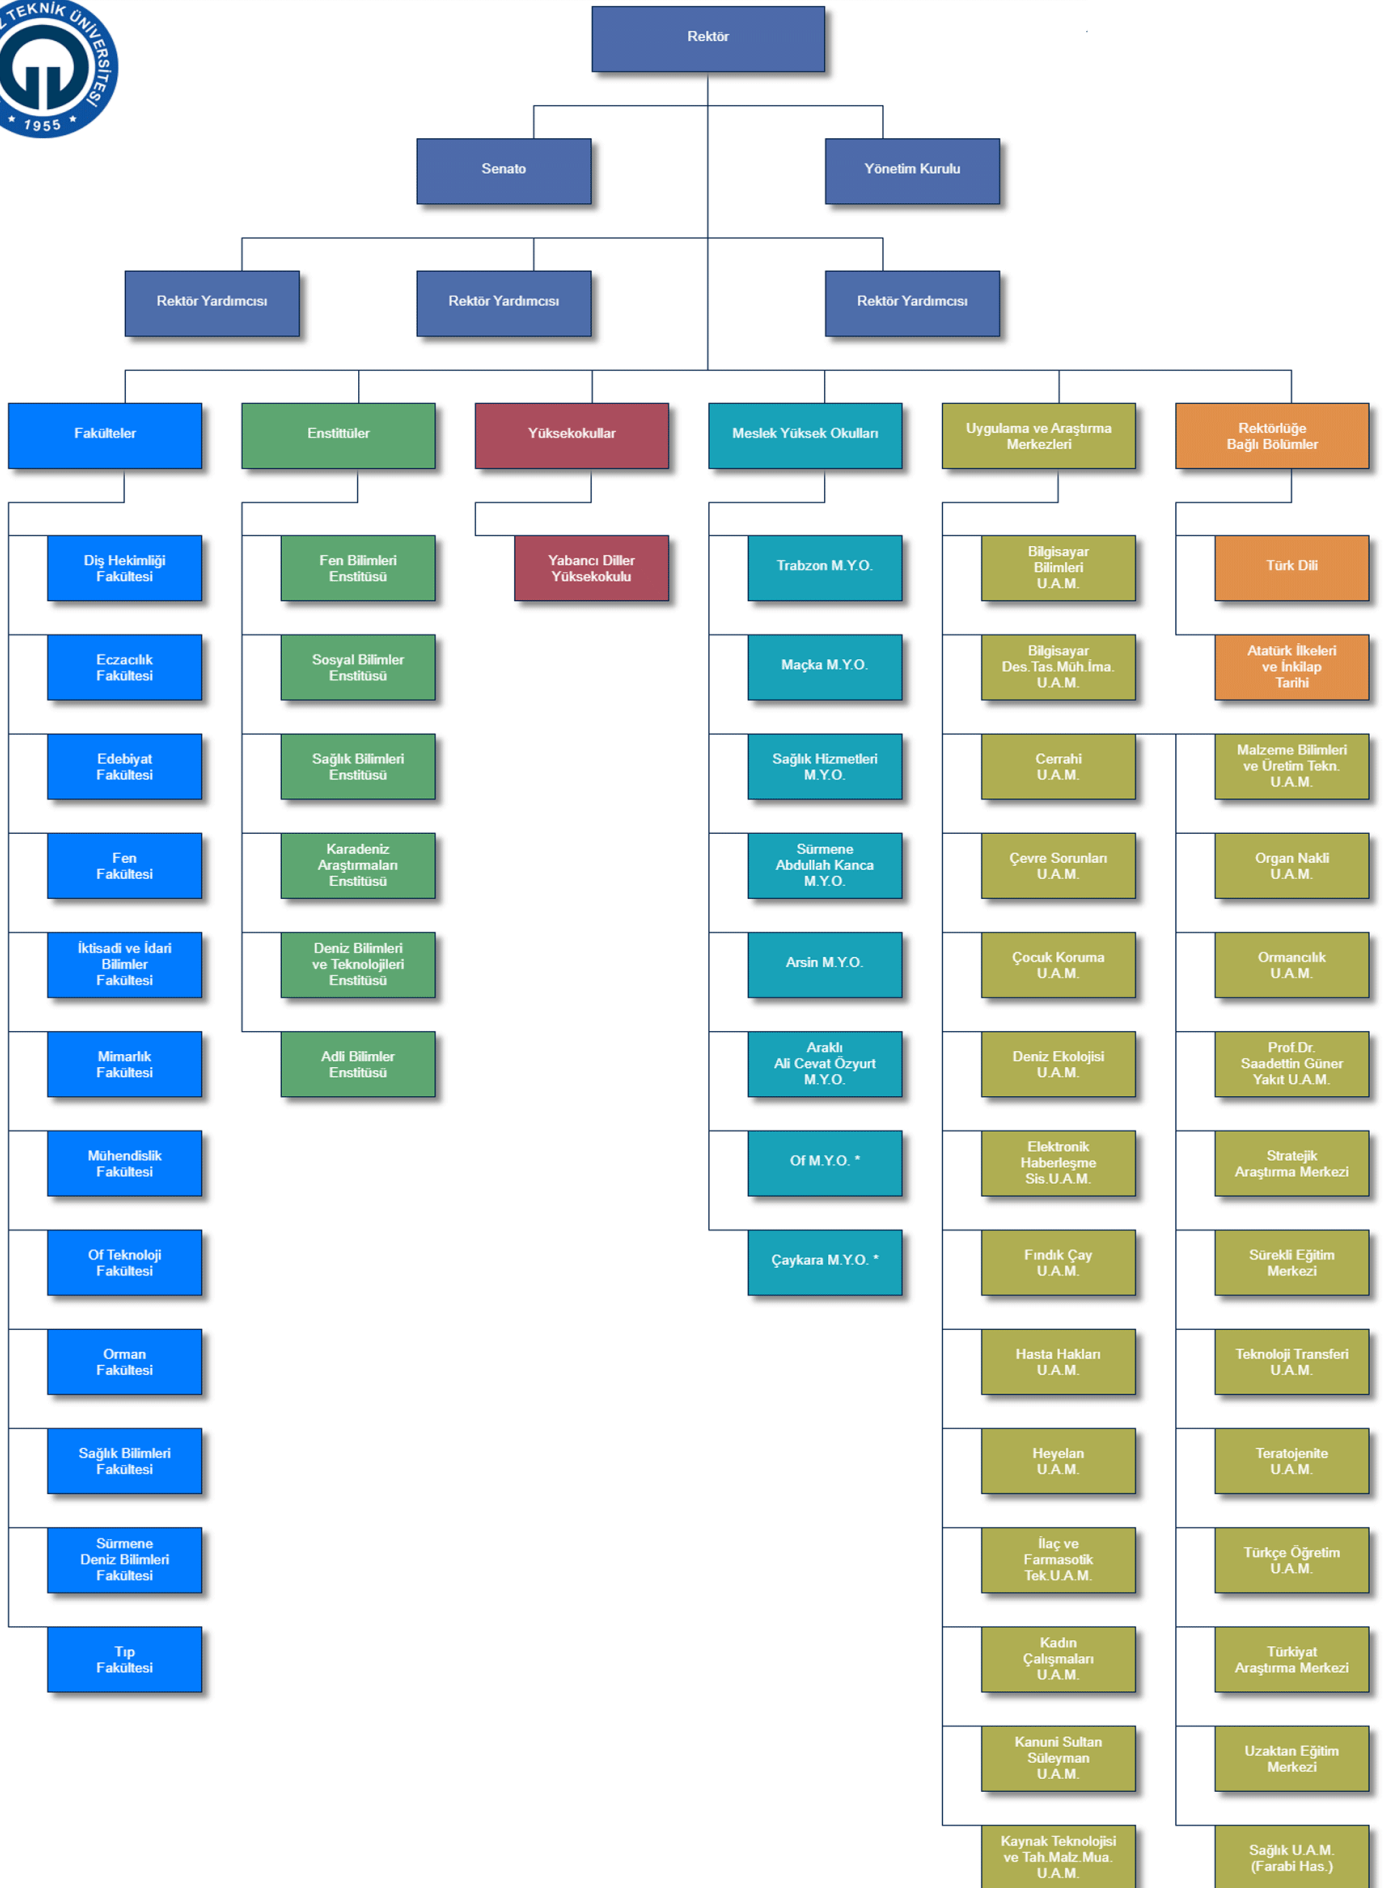 Z TEKNİK ÜNİVERSİTESİ
* 1955 *
Rektör
Senato
Yönetim Kurulu
Rektör Yardımcısı
Rektör Yardımcısı
Rektör Yardımcısı
Fakülteler
Enstittüler
Yüksekokullar
Meslek Yüksek Okulları
Uygulama ve Araştırma
Merkezleri
Rektörlüğe
Bağlı Bölümler
Diş Hekimliği
Fakültesi
Eczacılık
Fakültesi
Edebiyat
Fakültesi
Fen
Fakültesi
İktisadi ve İdari
Bilimler
Fakültesi
Mimarlık
Fakültesi
Mühendislik
Fakültesi
Of Teknoloji
Fakültesi
Orman
Fakültesi
Sağlık Bilimleri
Fakültesi
Sürmene
Deniz Bilimleri
Fakültesi
Tıp
Fakültesi
Fen Bilimleri
Enstitüsü
Sosyal Bilimler
Enstitüsü
Sağlık Bilimleri
Enstitüsü
Karadeniz
Araştırmaları
Enstitüsü
Deniz Bilimleri
ve Teknolojileri
Enstitüsü
Adli Bilimler
Enstitüsü
Yabancı Diller
Yüksekokulu
Trabzon M.Y.O.
Maçka M.Y.O.
Sağlık Hizmetleri
M.Y.O.
Sürmene
Abdullah Kanca
M.Y.O.
Arsin M.Y.O.
Araklı
Ali Cevat Özyurt
M.Y.O.
Of M.Y.O. *
Çaykara M.Y.O. *
Bilgisayar
Bilimleri
U.A.M.
Bilgisayar
Des.Tas.Müh.İma.
U.A.M.
Cerrahi
U.A.M.
Çevre Sorunları
U.A.M.
Çocuk Koruma
U.A.M.
Deniz Ekolojisi
U.A.M.
Elektronik
Haberleşme
Sis.U.A.M.
Fındık Çay
U.A.M.
Hasta Hakları
U.A.M.
Heyelan
U.A.M.
İlaç ve
Farmasotik
Tek.U.A.M.
Kadın
Çalışmaları
U.A.M.
Kanuni Sultan
Süleyman
U.A.M.
Kaynak Teknolojisi
ve Tah.Malz.Mua.
U.A.M.
Türk Dili
Atatürk İlkeleri
ve İnkilap
Tarihi
Malzeme Bilimleri
ve Üretim Tekn.
U.A.M.
Organ Nakli
U.A.M.
Ormancılık
U.A.M.
Prof.Dr.
Saadettin Güner
Yakıt U.A.M.
Stratejik
Araştırma Merkezi
Sürekli Eğitim
Merkezi
Teknoloji Transferi
U.A.M.
Teratojenite
U.A.M.
Türkçe Öğretim
U.A.M.
Türkiyat
Araştırma Merkezi
Uzaktan Eğitim
Merkezi
Sağlık U.A.M.
(Farabi Has.)